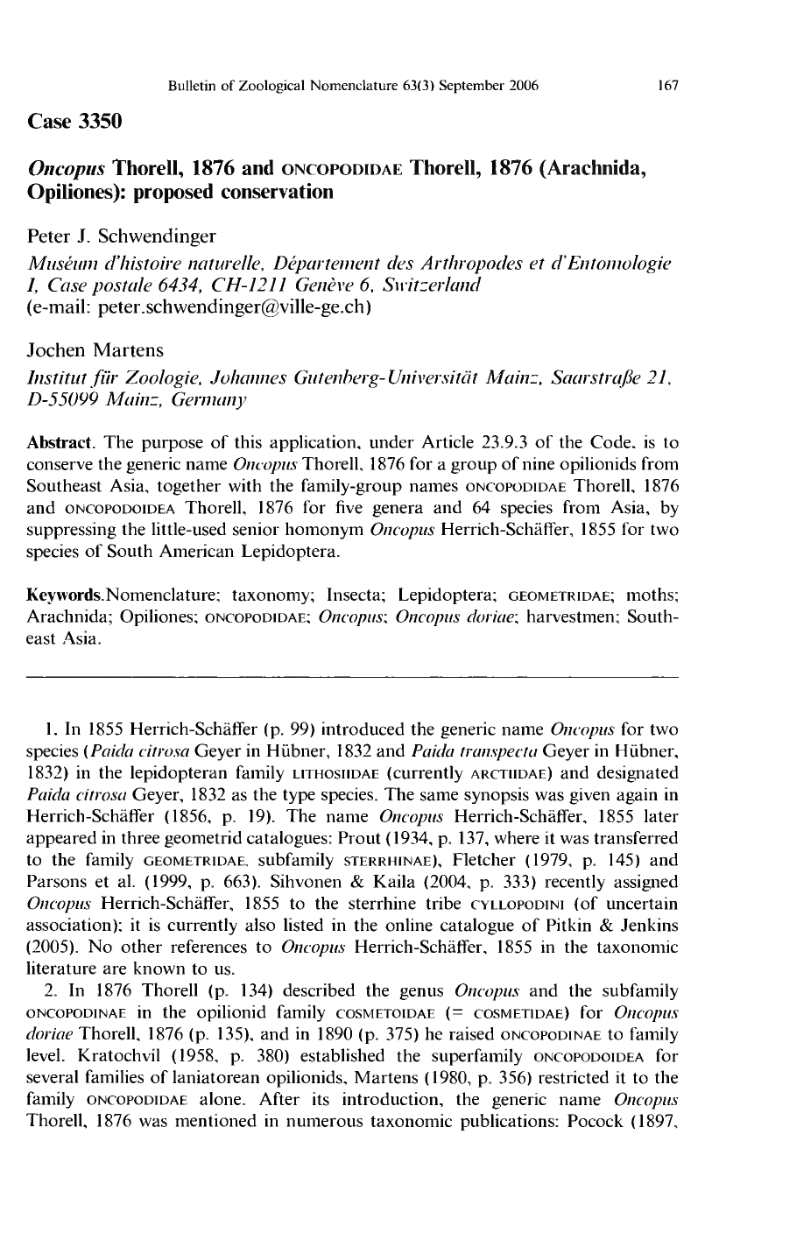 Bulletin of Zoological Nomenclature 63(3) September 2006 167
Case 3350
Oncopus Thorell, 1876 and ONCOPODIDAE Thorell, 1876 (Arachnida,
Opiliones): proposed conservation
Peter J. Schwendinger
Muséum d'histoire naturelle, Département des Arthropodes et d'Entomologie
I, Case postale 6434, CH-1211 Genève 6, Switzerland
(e-mail: peter.schwendinger@ville-ge.ch)
Jochen Martens
Institut für Zoologie, Johannes Gutenberg-Universität Mainz, Saarstraße 21,
D-55099 Mainz, Germany
Abstract. The purpose of this application, under Article 23.9.3 of the Code, is to
conserve the generic name Oncopus Thorell, 1876 for a group of nine opilionids from
Southeast Asia, together with the family-group names ONCOPODIDAE Thorell, 1876
and ONCOPODOIDEA Thorell, 1876 for five genera and 64 species from Asia, by
suppressing the little-used senior homonym Oncopus Herrich-Schäffer, 1855 for two
species of South American Lepidoptera.
Keywords.Nomenclature; taxonomy; Insecta; Lepidoptera; GEOMETRIDAE; moths;
Arachnida; Opiliones; ONCOPODIDAE; Oncopus; Oncopus doriae; harvestmen; South-
east Asia.
1. In 1855 Herrich-Schäffer (p. 99) introduced the generic name Oncopus for two
species (Paida citrosa Geyer in Hübner, 1832 and Paida transpecta Geyer in Hübner,
1832) in the lepidopteran family LITHOSIIDAE (currently ARCTIIDAE) and designated
Paida citrosa Geyer, 1832 as the type species. The same synopsis was given again in
Herrich-Schäffer (1856, p. 19). The name Oncopus Herrich-Schäffer, 1855 later
appeared in three geometrid catalogues: Prout (1934, p. 137, where it was transferred
to the family GEOMETRIDAE, subfamily STERRHINAE), Fletcher (1979, p. 145) and
Parsons et al. (1999, p. 663). Sihvonen & Kaila (2004, p. 333) recently assigned
Oncopus Herrich-Schäffer, 1855 to the sterrhine tribe CYLLOPODINI (of uncertain
association); it is currently also listed in the online catalogue of Pitkin & Jenkins
(2005). No other references to Oncopus Herrich-Schäffer, 1855 in the taxonomic
literature are known to us.
2. In 1876 Thorell (p. 134) described the genus Oncopus and the subfamily
ONCOPODINAE in the opilionid family COSMETOIDAE (= COSMETIDAE) for Oncopus
doriae Thorell, 1876 (p. 135), and in 1890 (p. 375) he raised ONCOPODINAE to family
level. Kratochvil (1958, p. 380) established the superfamily ONCOPODOIDEA for
several families of laniatorean opilionids, Martens (1980, p. 356) restricted it to the
family ONCOPODIDAE alone. After its introduction, the generic name Oncopus
Thorell, 1876 was mentioned in numerous taxonomic publications: Pocock (1897,